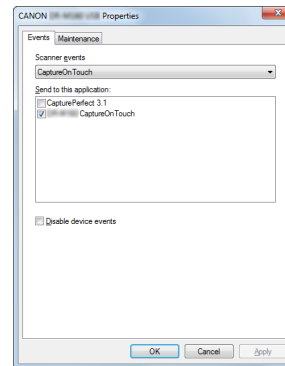 CANON Properties
Events Maintenance
Scanner events
CaptureOnTouch
Send to this application:
CapturePerfect 3.1
CaptureOnTouch
Disable device events
OK Cancel Apply